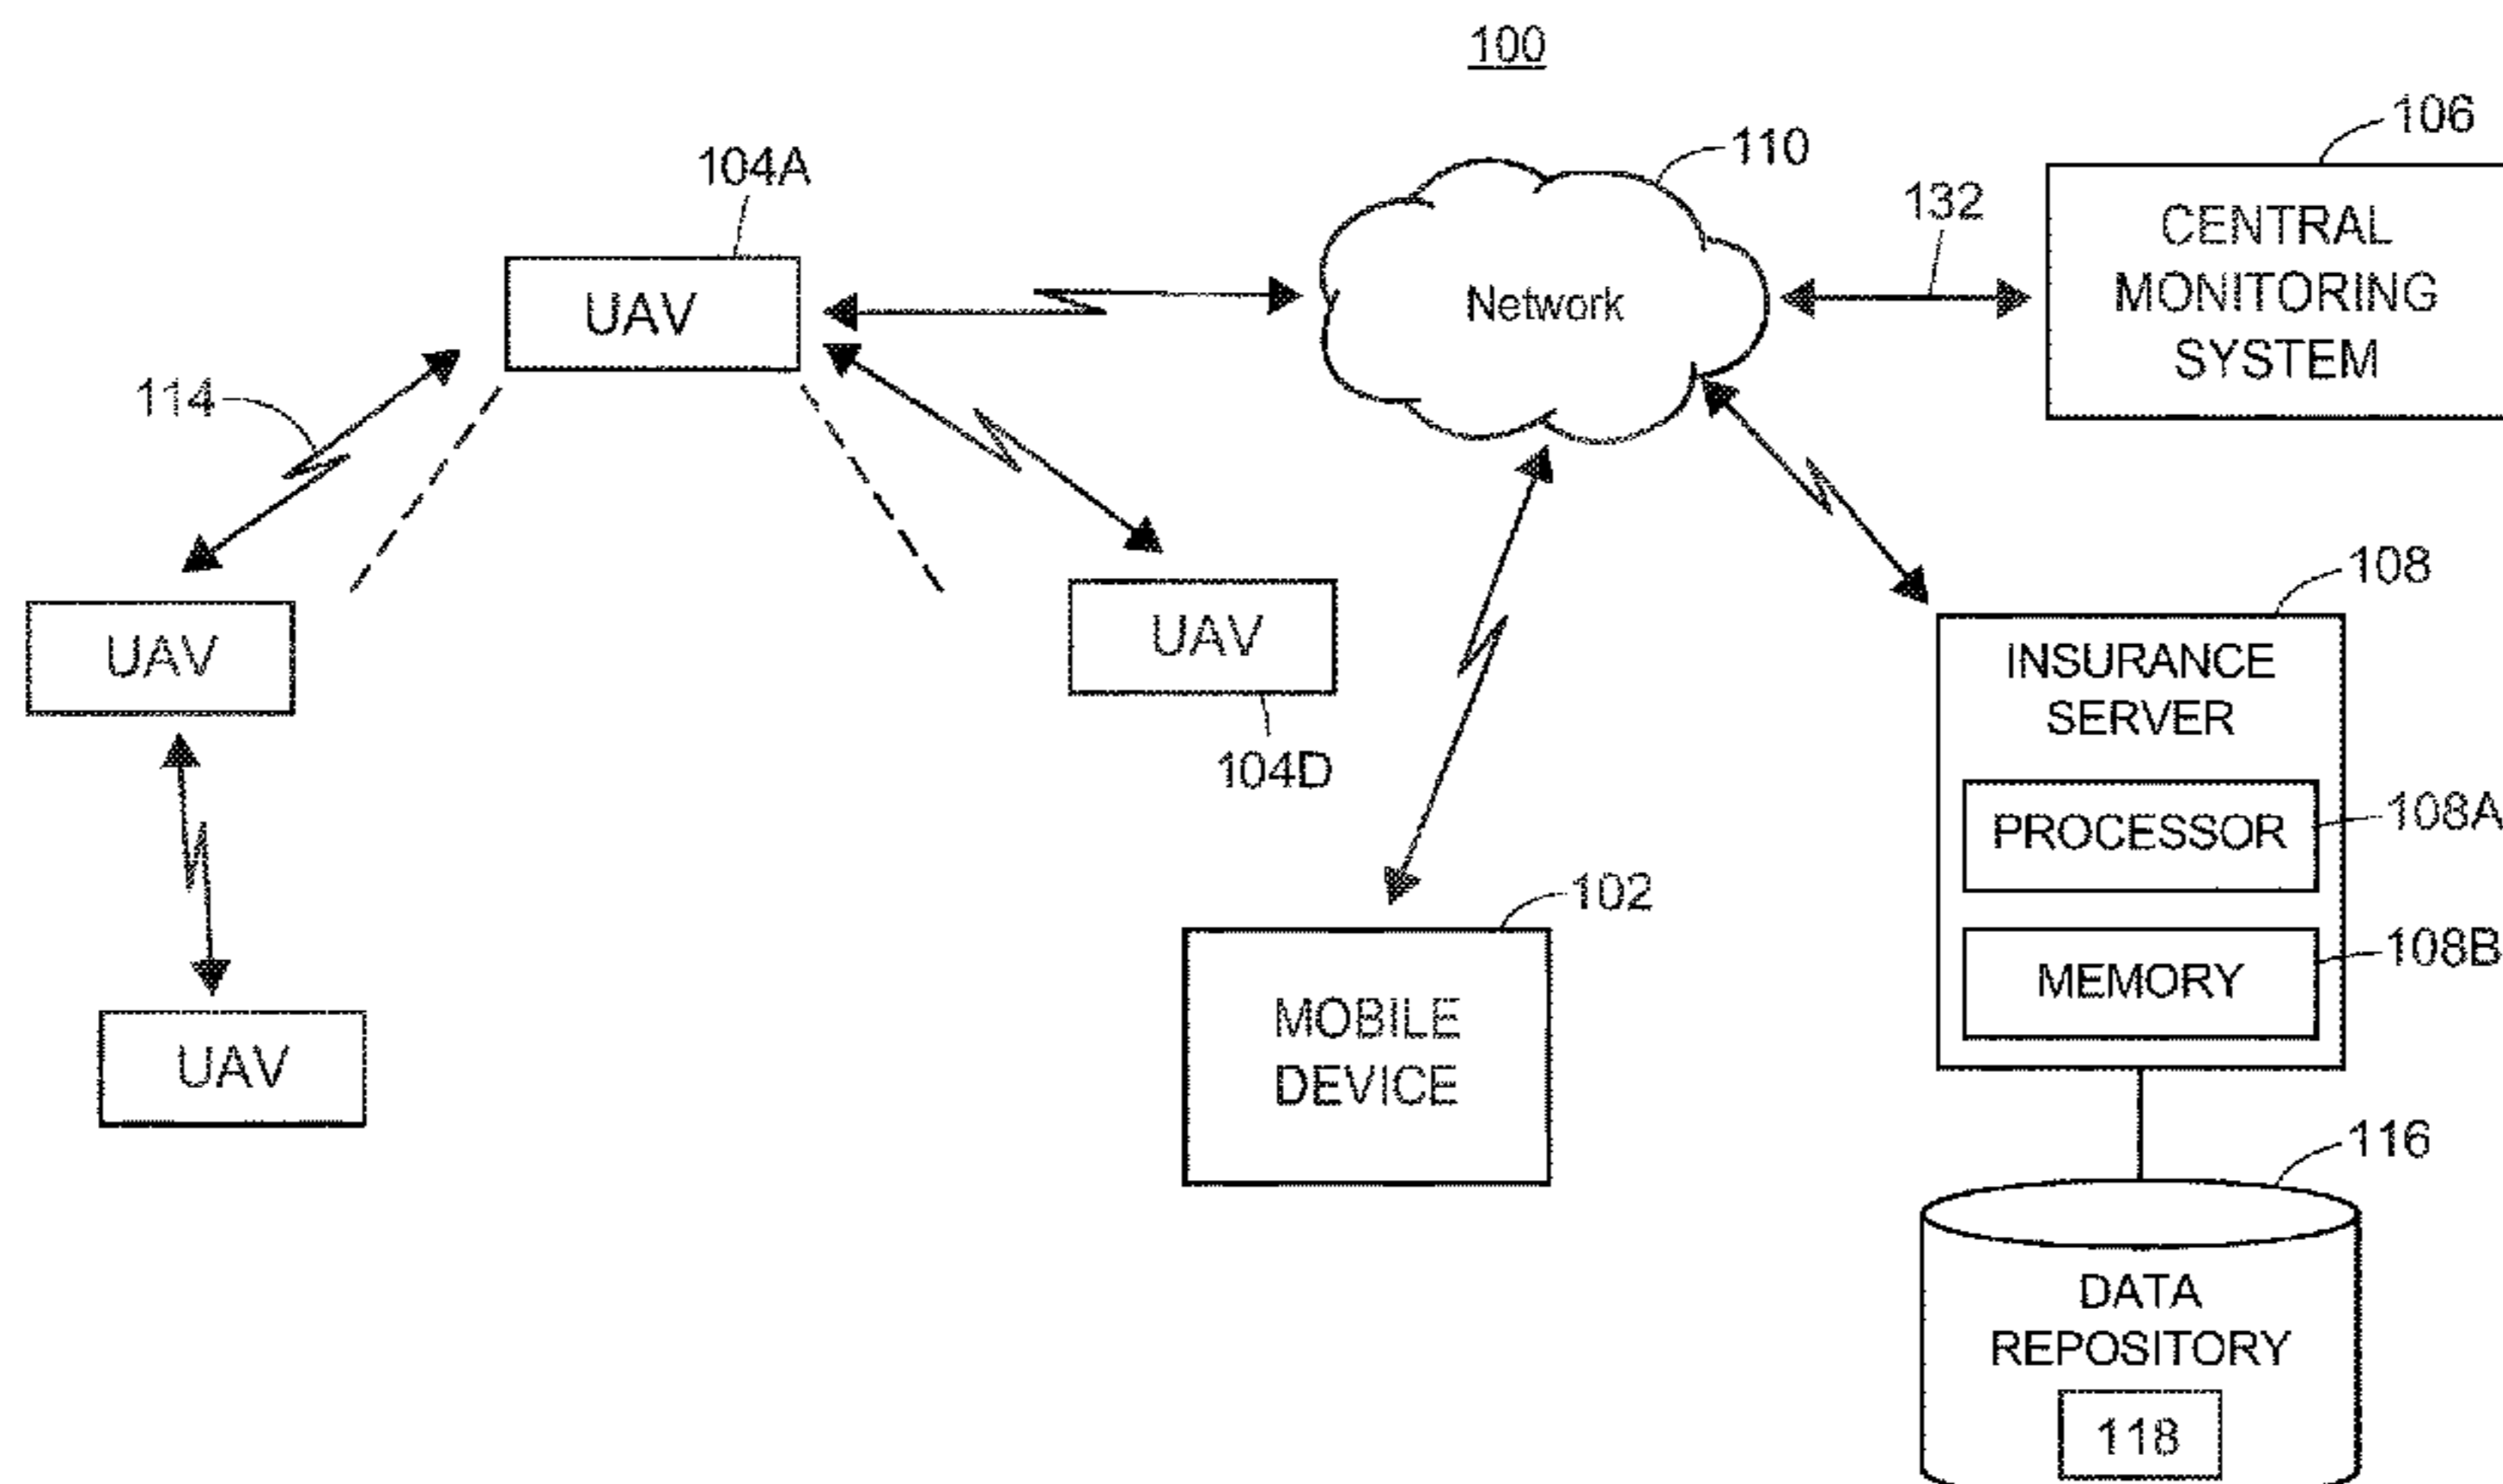 100
106
110
104A
132
CENTRAL
MONITORING
SYSTEM
UAV
Network
114
108
UAV
UAV
INSURANCE
SERVER
104D
PROCESSOR
108A
102
108B
MEMORY
MOBILE
DEVICE
UAV
116
DATA
REPOSITORY
118